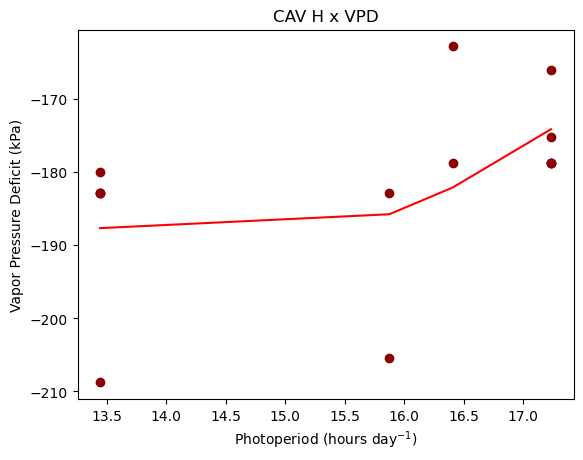 CAV H x VPD
Vapor Pressure Deficit (kPa)
−170
−180
−190
−200
−210
13.5 14.0 14.5 15.0 15.5 16.0 16.5 17.0
Photoperiod (hours day⁻¹)